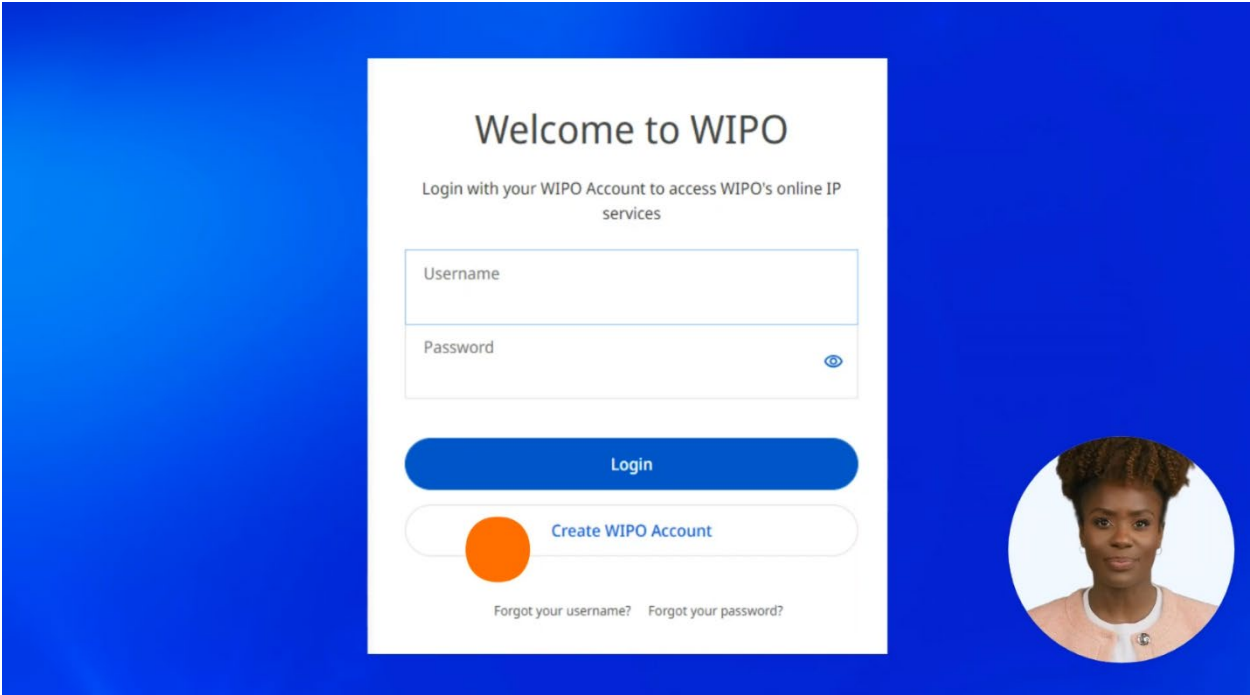 Welcome to WIPO
Login with your WIPO Account to access WIPO's online IP
services
Username
Password
Login
Create WIPO Account
Forgot your username? Forgot your password?